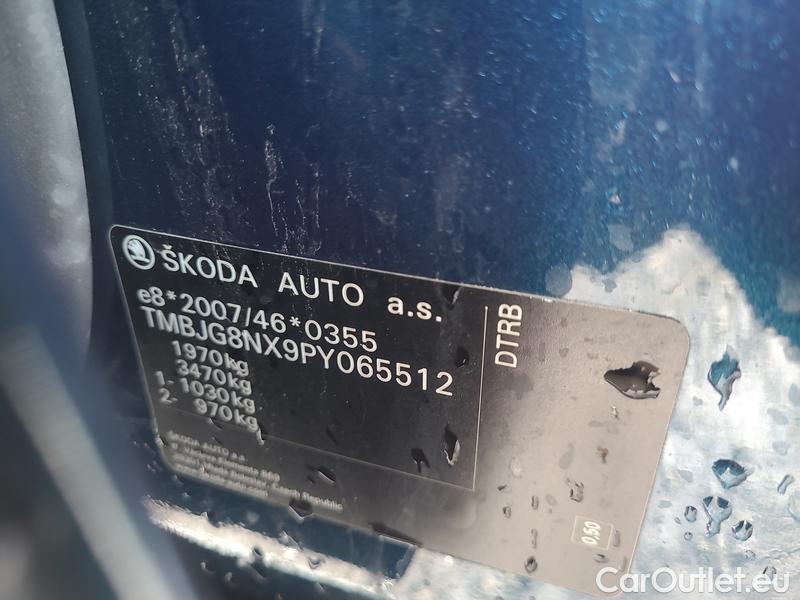 ŠKODA AUTO a.s.
e8*2007/46*0355
TMBJG8NX9PY065512
1970kg
3470kg
1- 1030kg
2- 970kg
DTRB
ŠKODA AUTO a.s.
Czech Republic
0.50
CarOutlet.eu